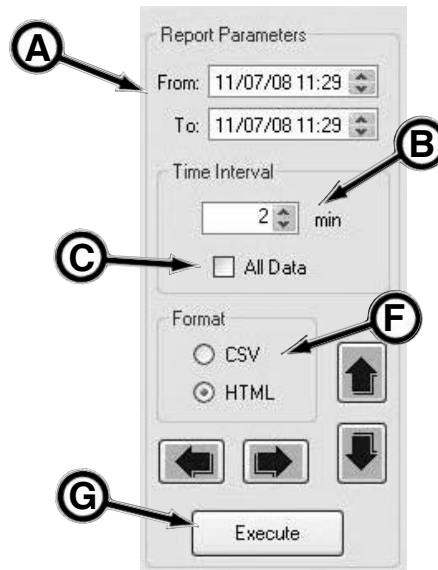 A
Report Parameters
From: 11/07/08 11:29
To: 11/07/08 11:29
B
Time Interval
2 min
C
All Data
Format
F
CSV
HTML
G
Execute